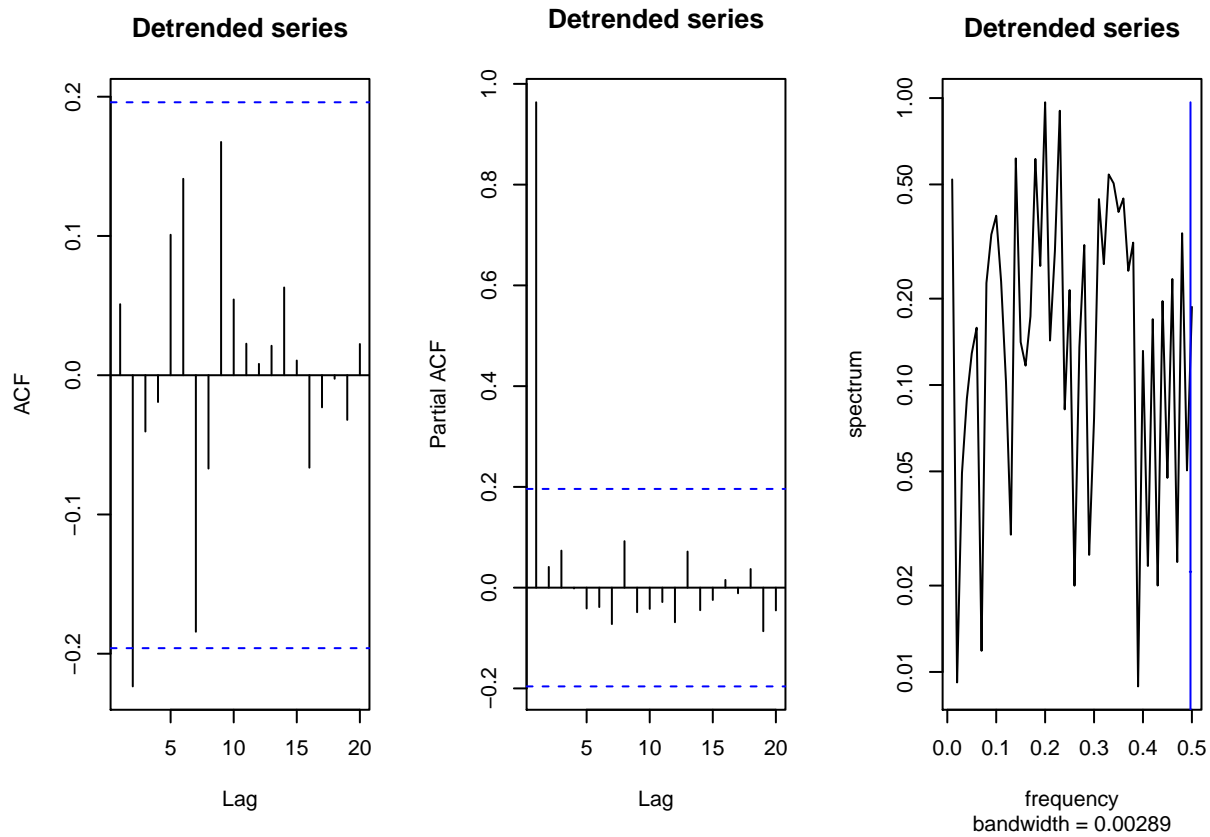 Detrended series
ACF
0.2
0.1
0.0
−0.1
−0.2
5 10 15 20
Lag
Detrended series
Partial ACF
1.0
0.8
0.6
0.4
0.2
0.0
−0.2
5 10 15 20
Lag
Detrended series
spectrum
1.00
0.50
0.20
0.10
0.05
0.02
0.01
0.0 0.1 0.2 0.3 0.4 0.5
frequency
bandwidth = 0.00289